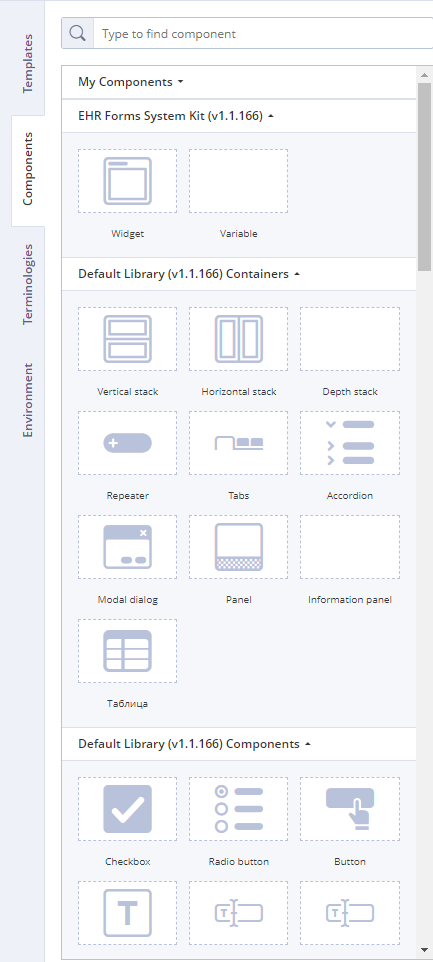 Templates
Components
Terminologies
Environment
Type to find component
My Components
EHR Forms System Kit (v1.1.166)
Widget
Variable
Default Library (v1.1.166) Containers
Vertical stack
Horizontal stack
Depth stack
Repeater
Tabs
Accordion
Modal dialog
Panel
Information panel
Таблица
Default Library (v1.1.166) Components
Checkbox
Radio button
Button
T
T
T